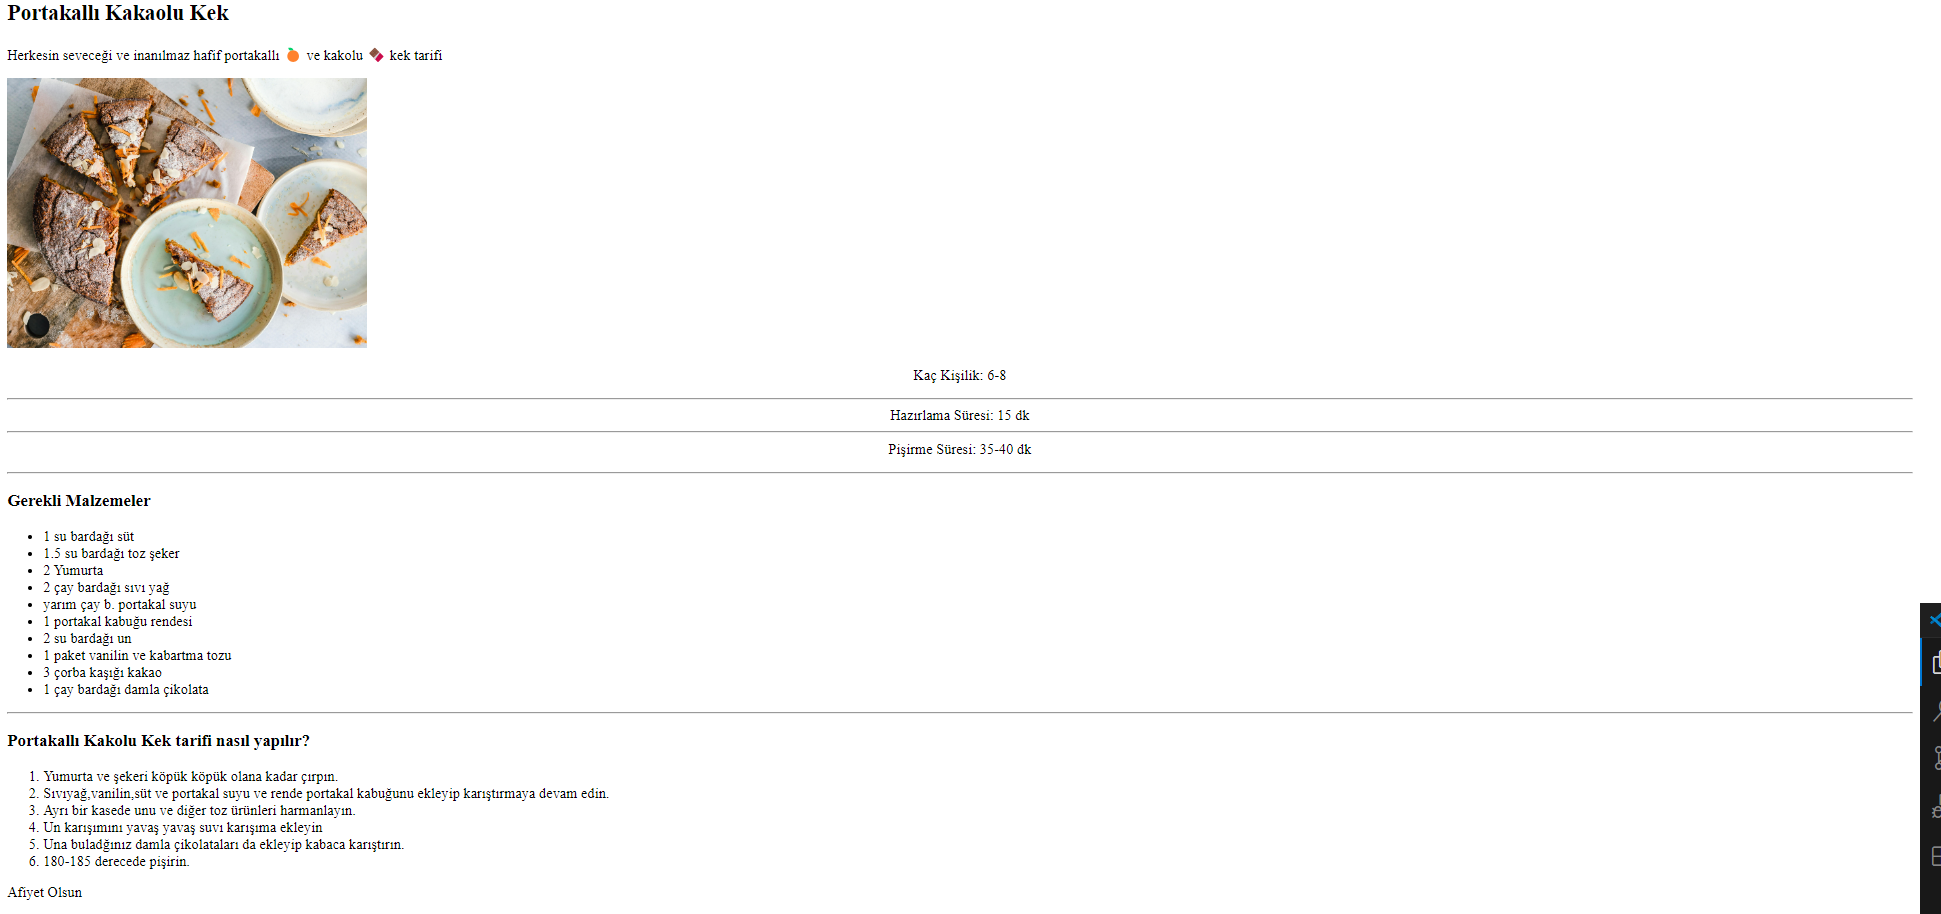 Portakallı Kakaolu Kek
Herkesin seveceği ve inanılmaz hafif portakallı 🍊 ve kakolu 🍫 kek tarifi
Kaç Kişilik: 6-8
Hazırlama Süresi: 15 dk
Pişirme Süresi: 35-40 dk
Gerekli Malzemeler
• 1 su bardağı süt
• 1.5 su bardağı toz şeker
• 2 Yumurta
• 2 çay bardağı sıvı yağ
• yarım çay b. portakal suyu
• 1 portakal kabuğu rendesi
• 2 su bardağı un
• 1 paket vanilin ve kabartma tozu
• 3 çorba kaşığı kakao
• 1 çay bardağı damla çikolata
Portakallı Kakolu Kek tarifi nasıl yapılır?
1. Yumurta ve şekeri köpük köpük olana kadar çırpın.
2. Sıvıyağ,vanilin,süt ve portakal suyu ve rende portakal kabuğunu ekleyip karıştırmaya devam edin.
3. Ayrı bir kasede unu ve diğer toz ürünleri harmanlayın.
4. Un karışımını yavaş yavaş suvı karışıma ekleyin
5. Una buladğınız damla çikolataları da ekleyip kabaca karıştırın.
6. 180-185 derecede pişirin.
Afiyet Olsun